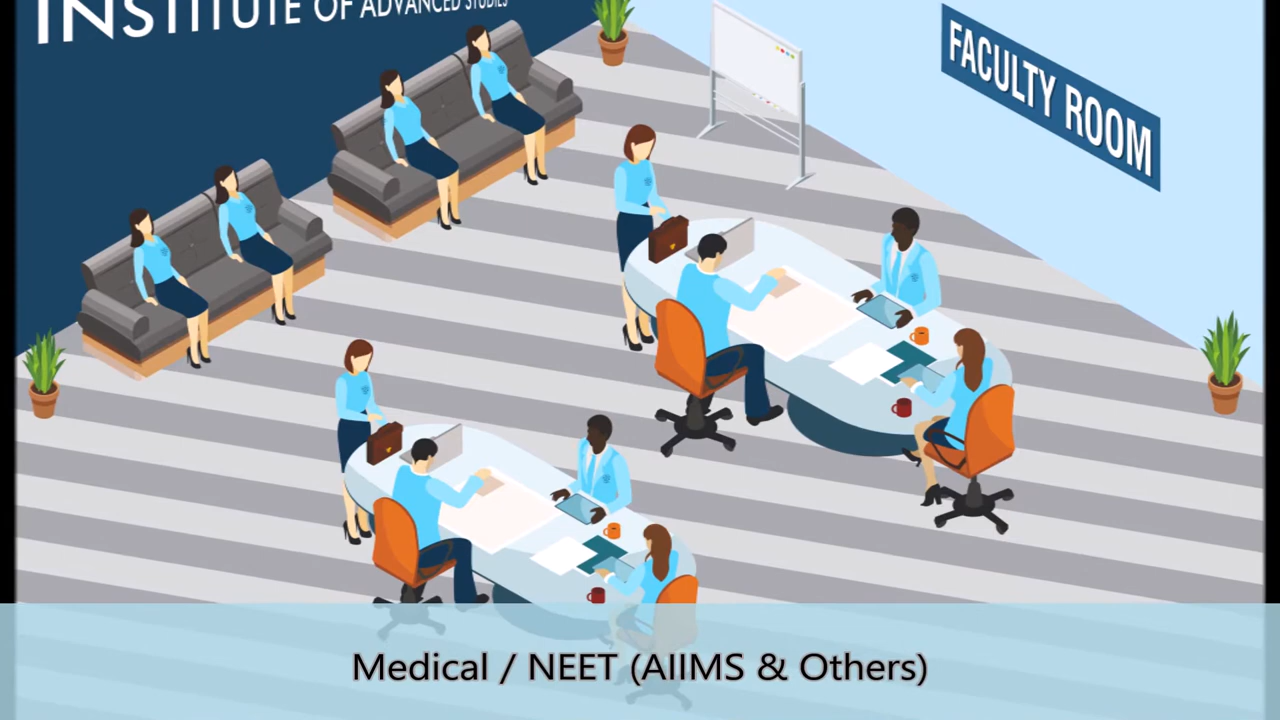 INSTITUTE OF ADVANCED STUDIES
FACULTY ROOM
Medical / NEET (AIIMS & Others)